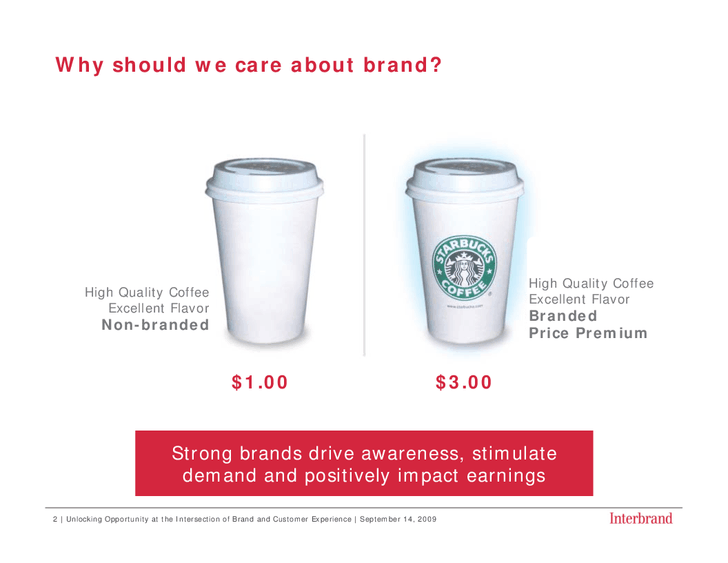 Why should we care about brand?
High Quality Coffee
Excellent Flavor
Non-branded
$1.00
STARBUCKS
COFFEE
®
High Quality Coffee
Excellent Flavor
Branded
Price Premium
$3.00
Strong brands drive awareness, stimulate
demand and positively impact earnings
2 | Unlocking Opportunity at the Intersection of Brand and Customer Experience | September 14, 2009
Interbrand